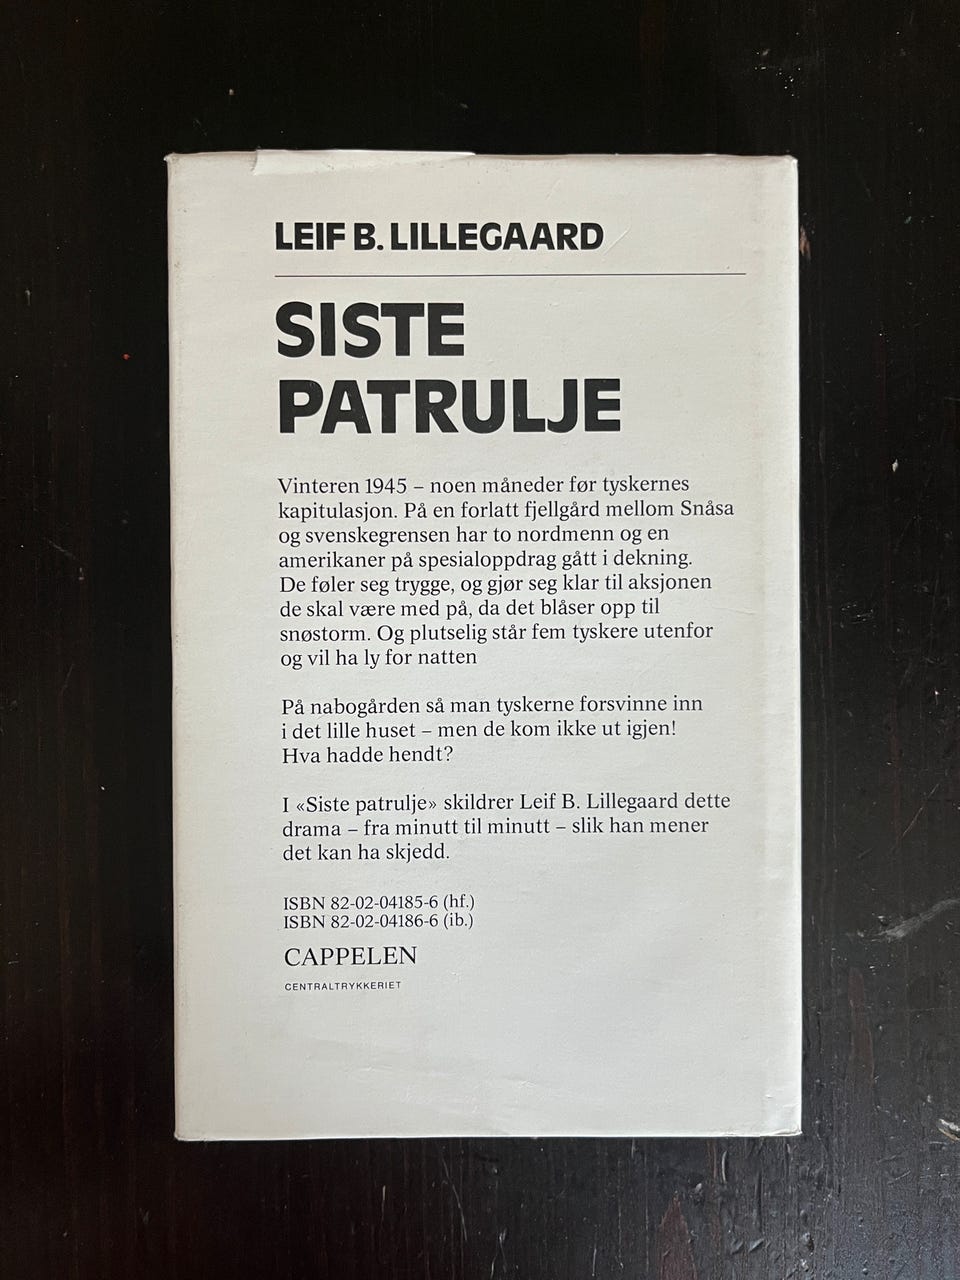 LEIF B. LILLEGAARD
SISTE
PATRULJE
Vinteren 1945 – noen måneder før tyskernes
kapitulasjon. På en forlatt fjellgård mellom Snåsa
og svenskegrensen har to nordmenn og en
amerikaner på spesialoppdrag gått i dekning.
De føler seg trygge, og gjør seg klar til aksjonen
de skal være med på, da det blåser opp til
snøstorm. Og plutselig står fem tyskere utenfor
og vil ha ly for natten
På nabogården så man tyskerne forsvinne inn
i det lille huset – men de kom ikke ut igjen!
Hva hadde hendt?
I «Siste patrulje» skildrer Leif B. Lillegaard dette
drama – fra minutt til minutt – slik han mener
det kan ha skjedd.
ISBN 82-02-04185-6 (hf.)
ISBN 82-02-04186-6 (ib.)
CAPPELEN
CENTRALTRYKKERIET